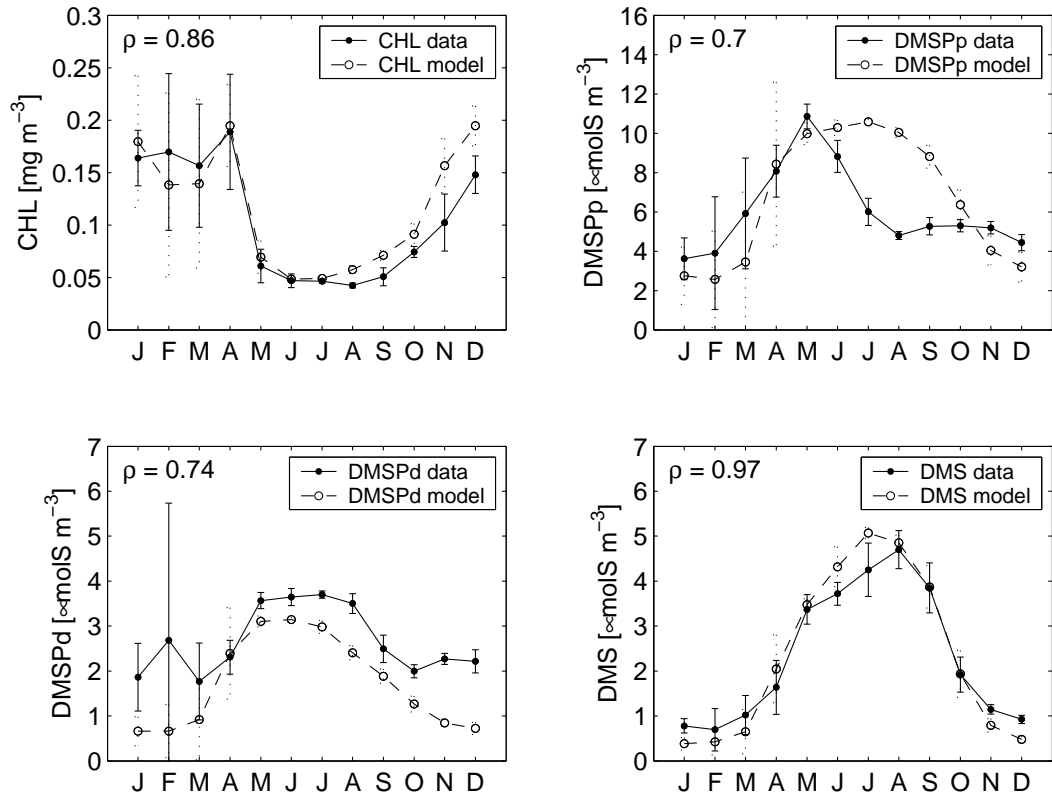 ρ = 0.86
CHL data
CHL model
CHL [mg m−3]
0.3
0.25
0.2
0.15
0.1
0.05
0
J F M A M J J A S O N D
ρ = 0.7
DMSPp data
DMSPp model
DMSPp [∝molS m−3]
16
14
12
10
8
6
4
2
0
J F M A M J J A S O N D
ρ = 0.74
DMSPd data
DMSPd model
DMSPd [∝molS m−3]
7
6
5
4
3
2
1
0
J F M A M J J A S O N D
ρ = 0.97
DMS data
DMS model
DMS [∝molS m−3]
7
6
5
4
3
2
1
0
J F M A M J J A S O N D